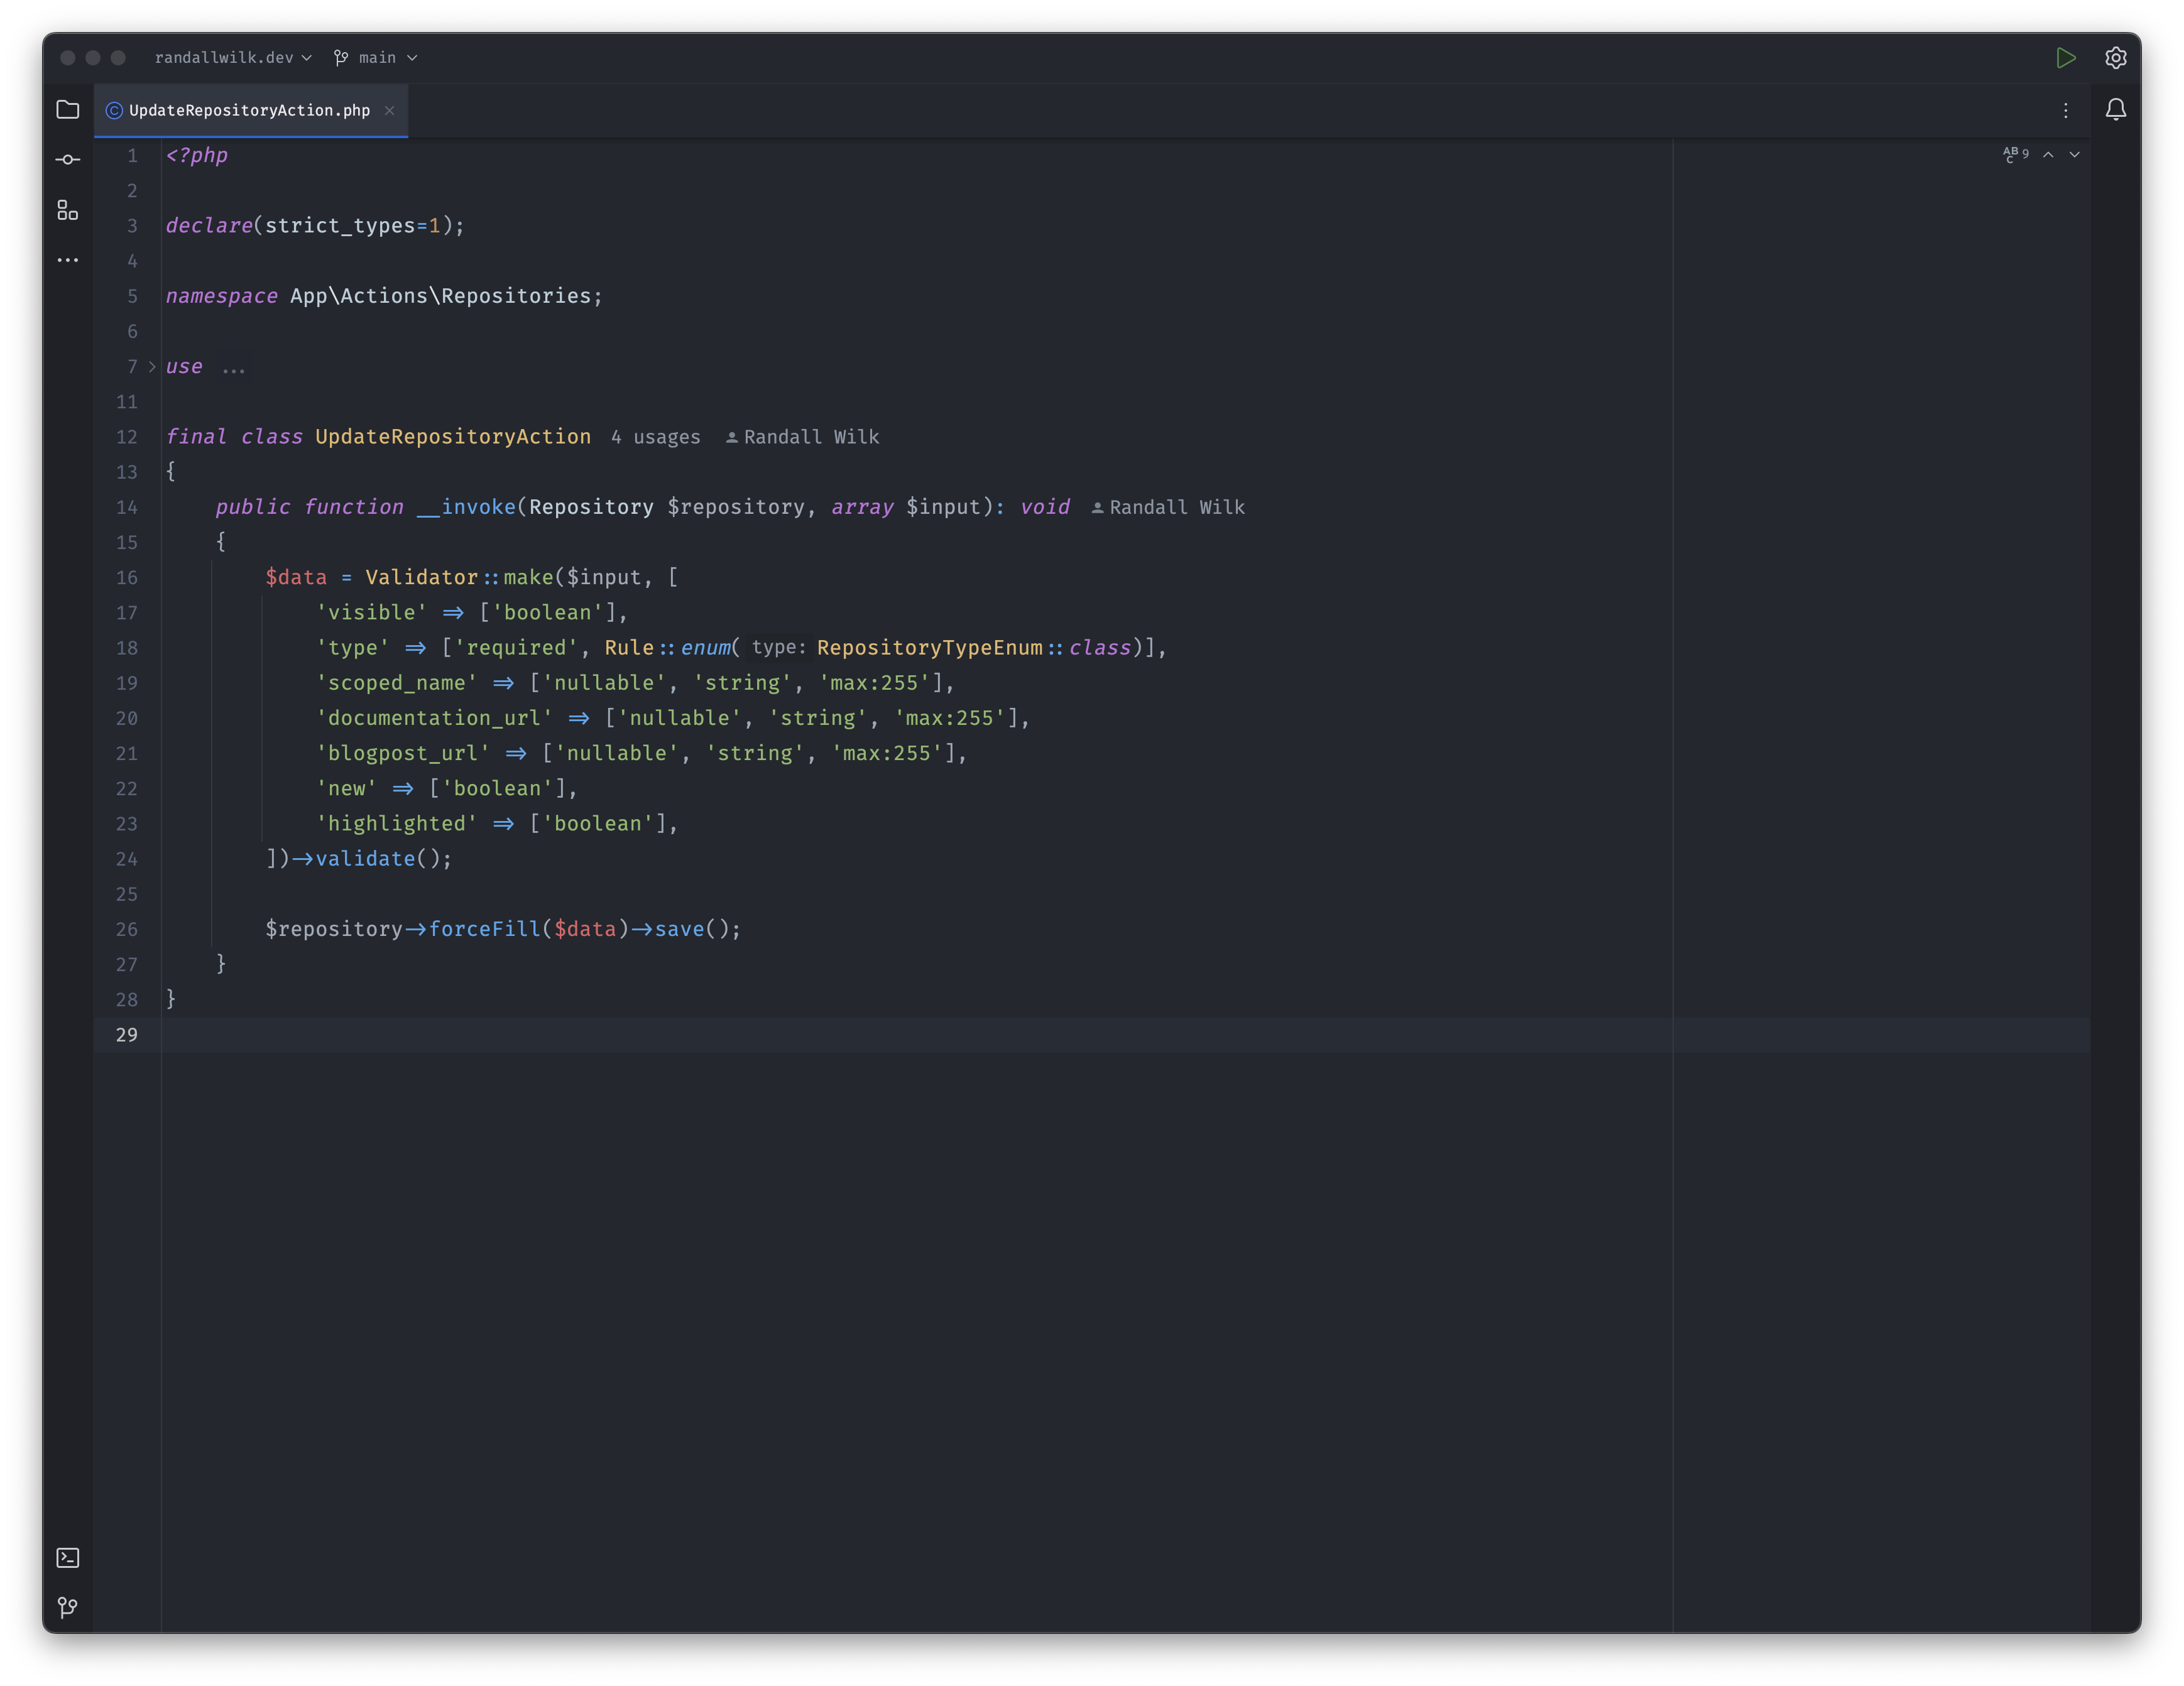 randallwilk.dev main
UpdateRepositoryAction.php
AB C 9
1 <?php
2
3 declare(strict_types=1);
4
5 namespace App\Actions\Repositories;
6
7 use ...
11
12 final class UpdateRepositoryAction 4 usages Randall Wilk
13 {
14 public function __invoke(Repository $repository, array $input): void Randall Wilk
15 {
16 $data = Validator::make($input, [
17 'visible' => ['boolean'],
18 'type' => ['required', Rule::enum( type: RepositoryTypeEnum::class)],
19 'scoped_name' => ['nullable', 'string', 'max:255'],
20 'documentation_url' => ['nullable', 'string', 'max:255'],
21 'blogpost_url' => ['nullable', 'string', 'max:255'],
22 'new' => ['boolean'],
23 'highlighted' => ['boolean'],
24 ])->validate();
25
26 $repository->forceFill($data)->save();
27 }
28 }
29